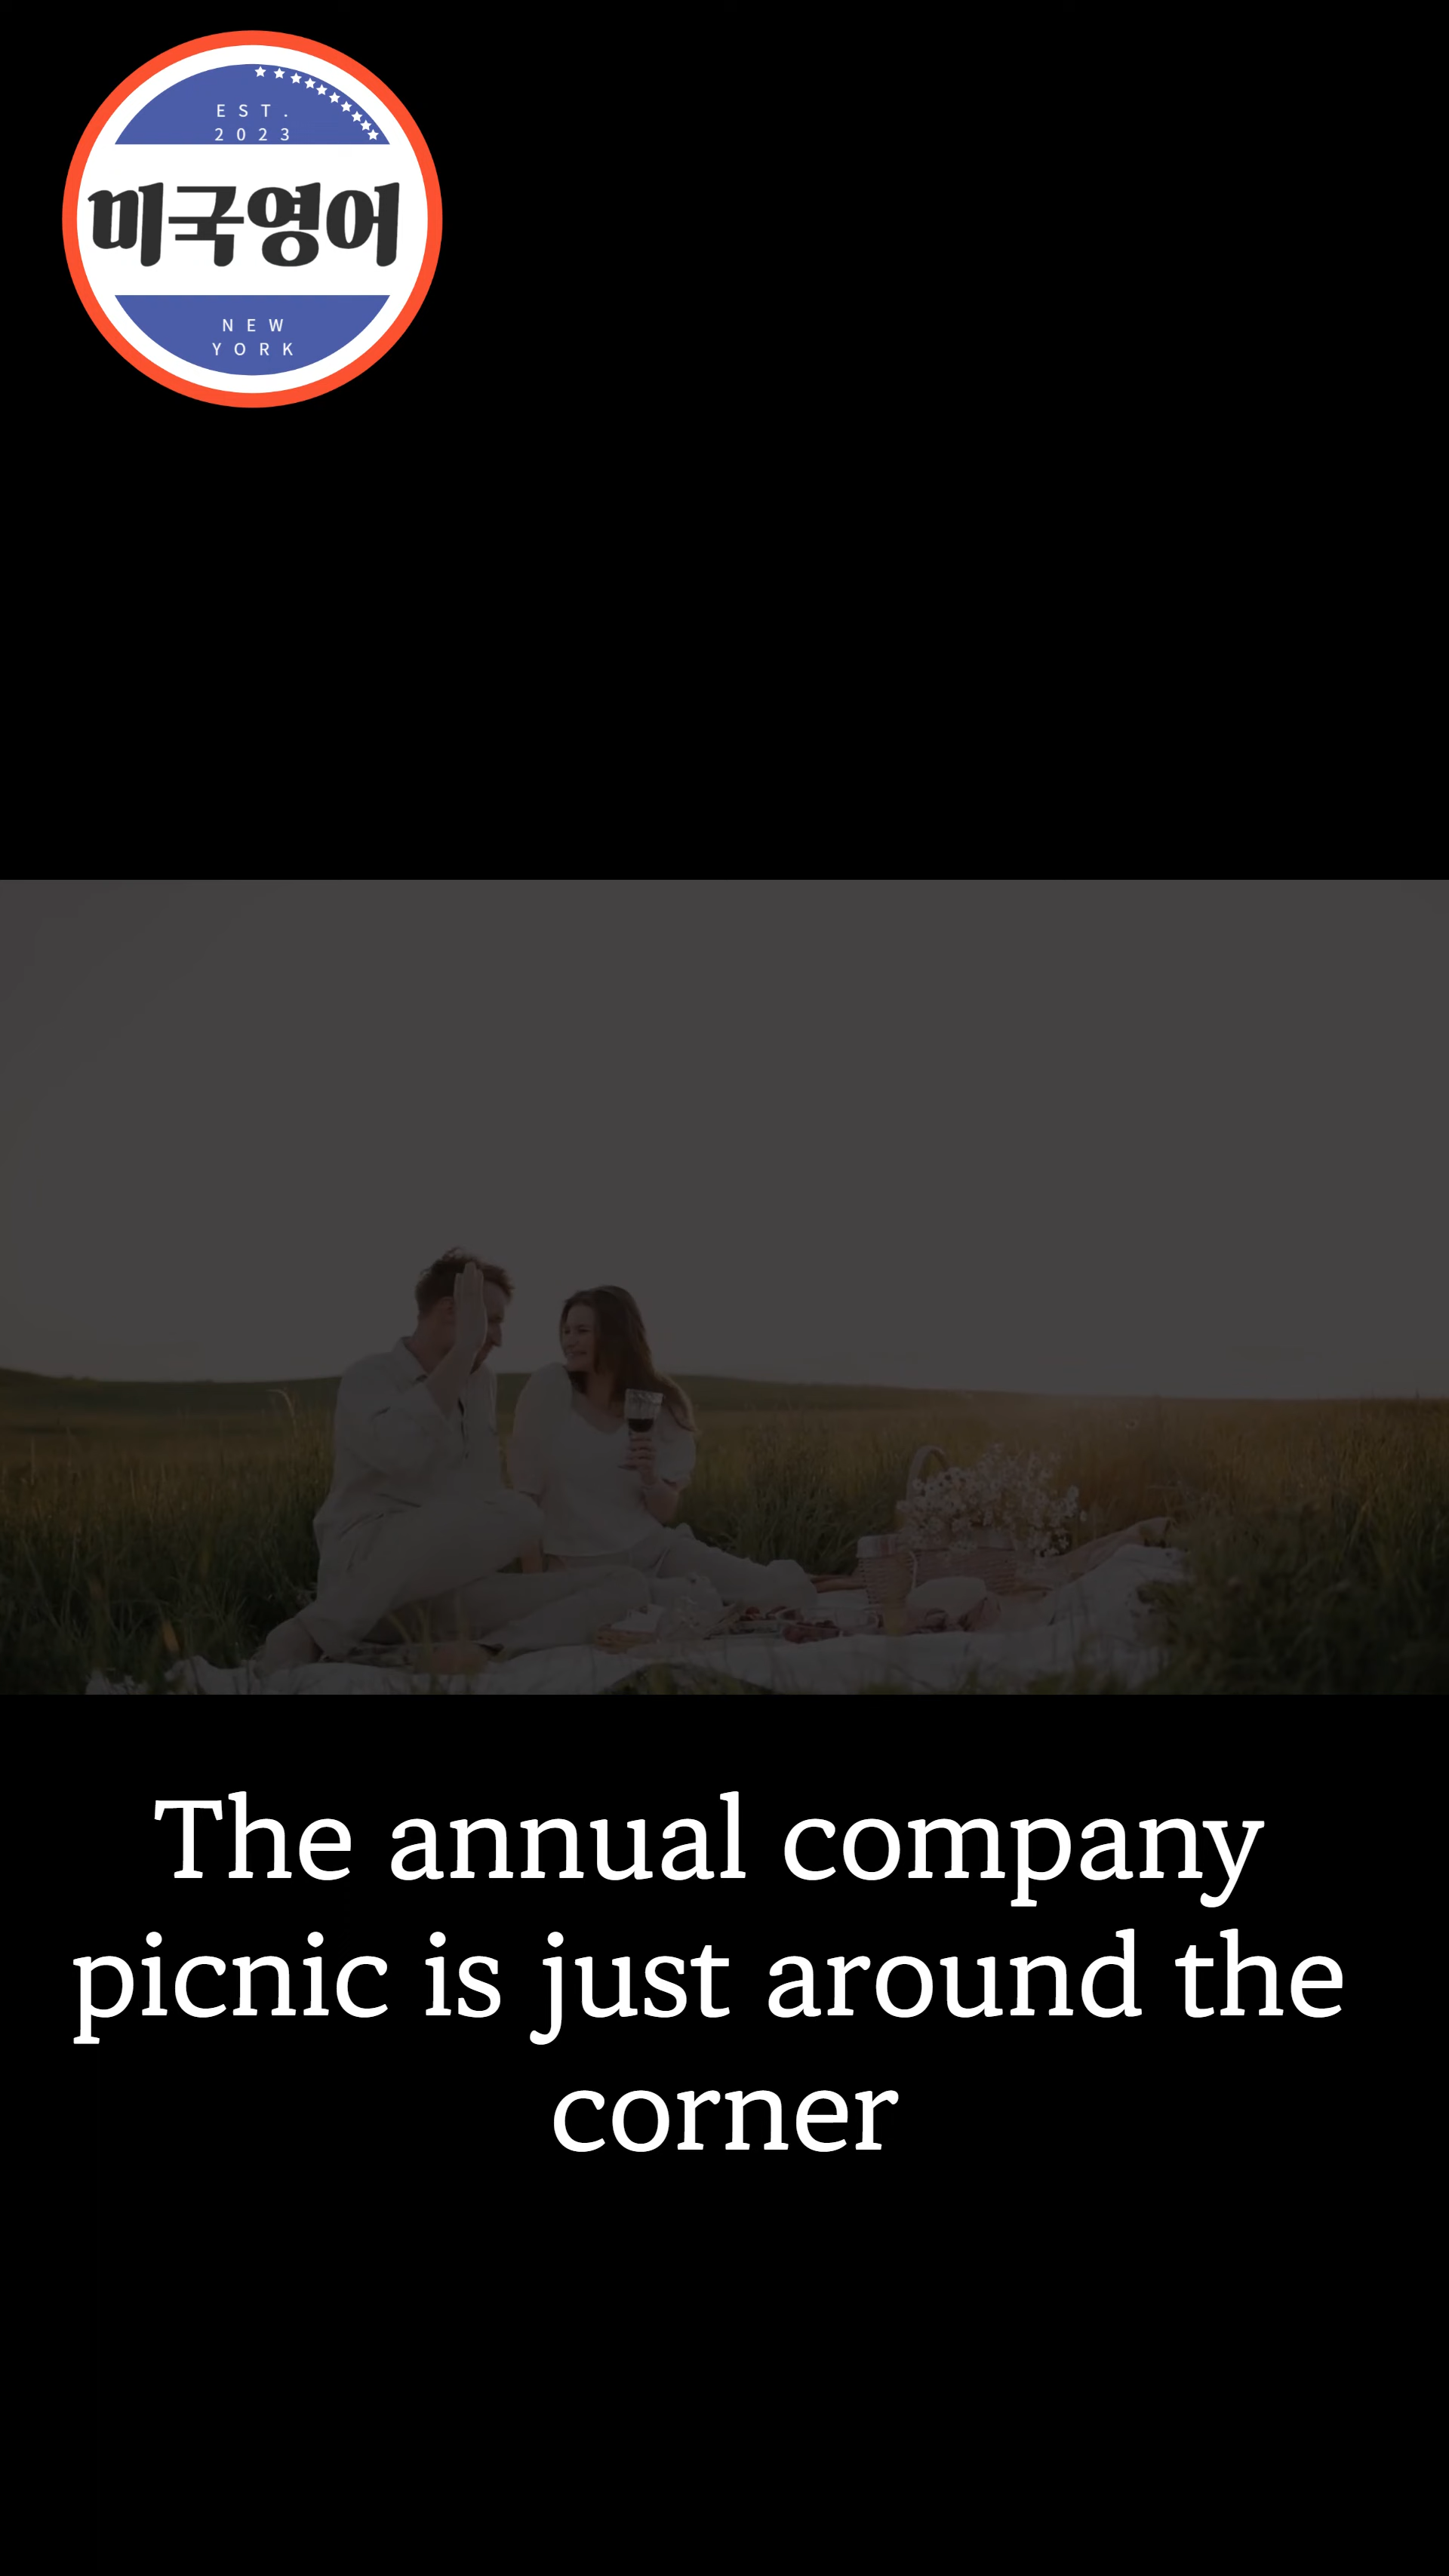 EST.
2023
미국영어
NEW
YORK
The annual company
picnic is just around the
corner